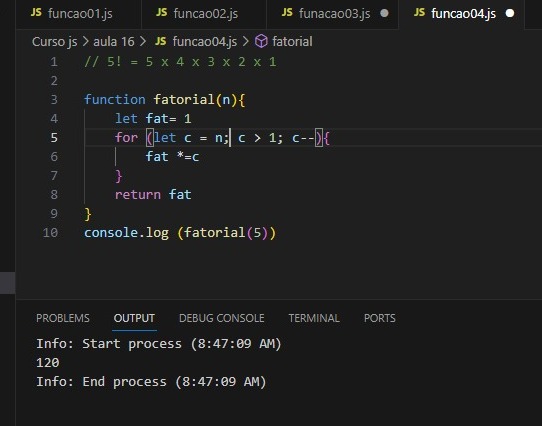 JS funcao01.js JS funcao02.js JS funacao03.js JS funcao04.js
Curso js > aula 16 > JS funcao04.js > fatorial
1 // 5! = 5 x 4 x 3 x 2 x 1
2
3 function fatorial(n){
4 let fat= 1
5 for (let c = n; c > 1; c--){
6 fat *=c
7 }
8 return fat
9 }
10 console.log (fatorial(5))
PROBLEMS OUTPUT DEBUG CONSOLE TERMINAL PORTS
Info: Start process (8:47:09 AM)
120
Info: End process (8:47:09 AM)